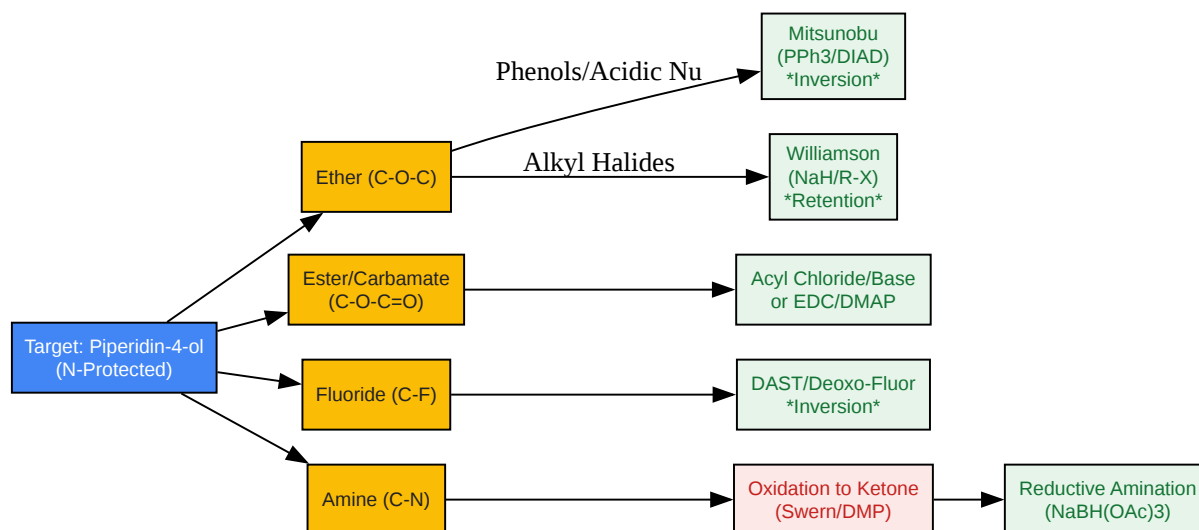 Target: Piperidin-4-ol
(N-Protected)
Ether (C-O-C)
Phenols/Acidic Nu
Mitsunobu
(PPh3/DIAD)
*Inversion*
Alkyl Halides
Williamson
(NaH/R-X)
*Retention*
Ester/Carbamate
(C-O-C=O)
Acyl Chloride/Base
or EDC/DMAP
Fluoride (C-F)
DAST/Deoxo-Fluor
*Inversion*
Amine (C-N)
Oxidation to Ketone
(Swern/DMP)
Reductive Amination
(NaBH(OAc)3)